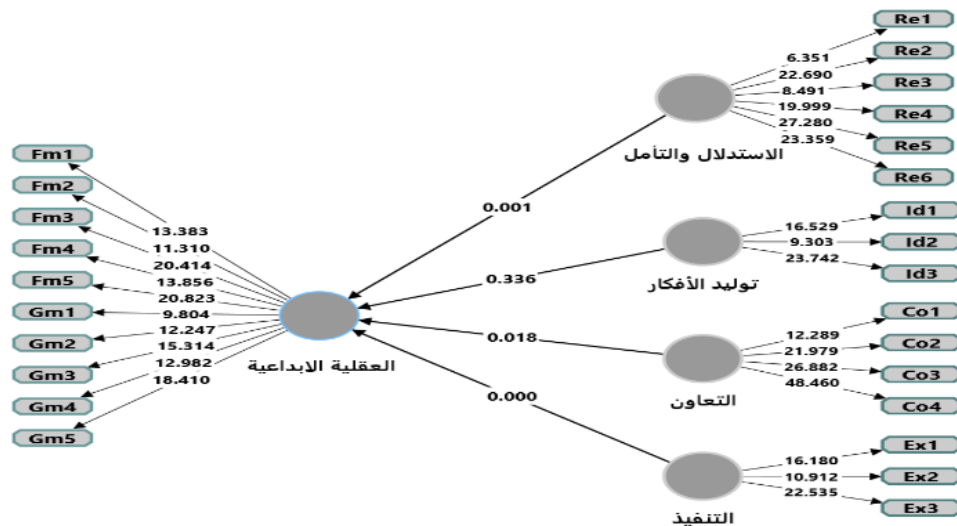 Fm1
Fm2
Fm3
Fm4
Fm5
Gm1
Gm2
Gm3
Gm4
Gm5
13.383
11.310
20.414
13.856
20.823
9.804
12.247
15.314
12.982
18.410
العقلية الابداعية
0.001
0.336
0.018
0.000
الاستدلال والتأمل
6.351
22.690
8.491
19.999
27.280
23.359
Re1
Re2
Re3
Re4
Re5
Re6
توليد الأفكار
16.529
9.303
23.742
Id1
Id2
Id3
التعاون
12.289
21.979
26.882
48.460
Co1
Co2
Co3
Co4
التنفيذ
16.180
10.912
22.535
Ex1
Ex2
Ex3